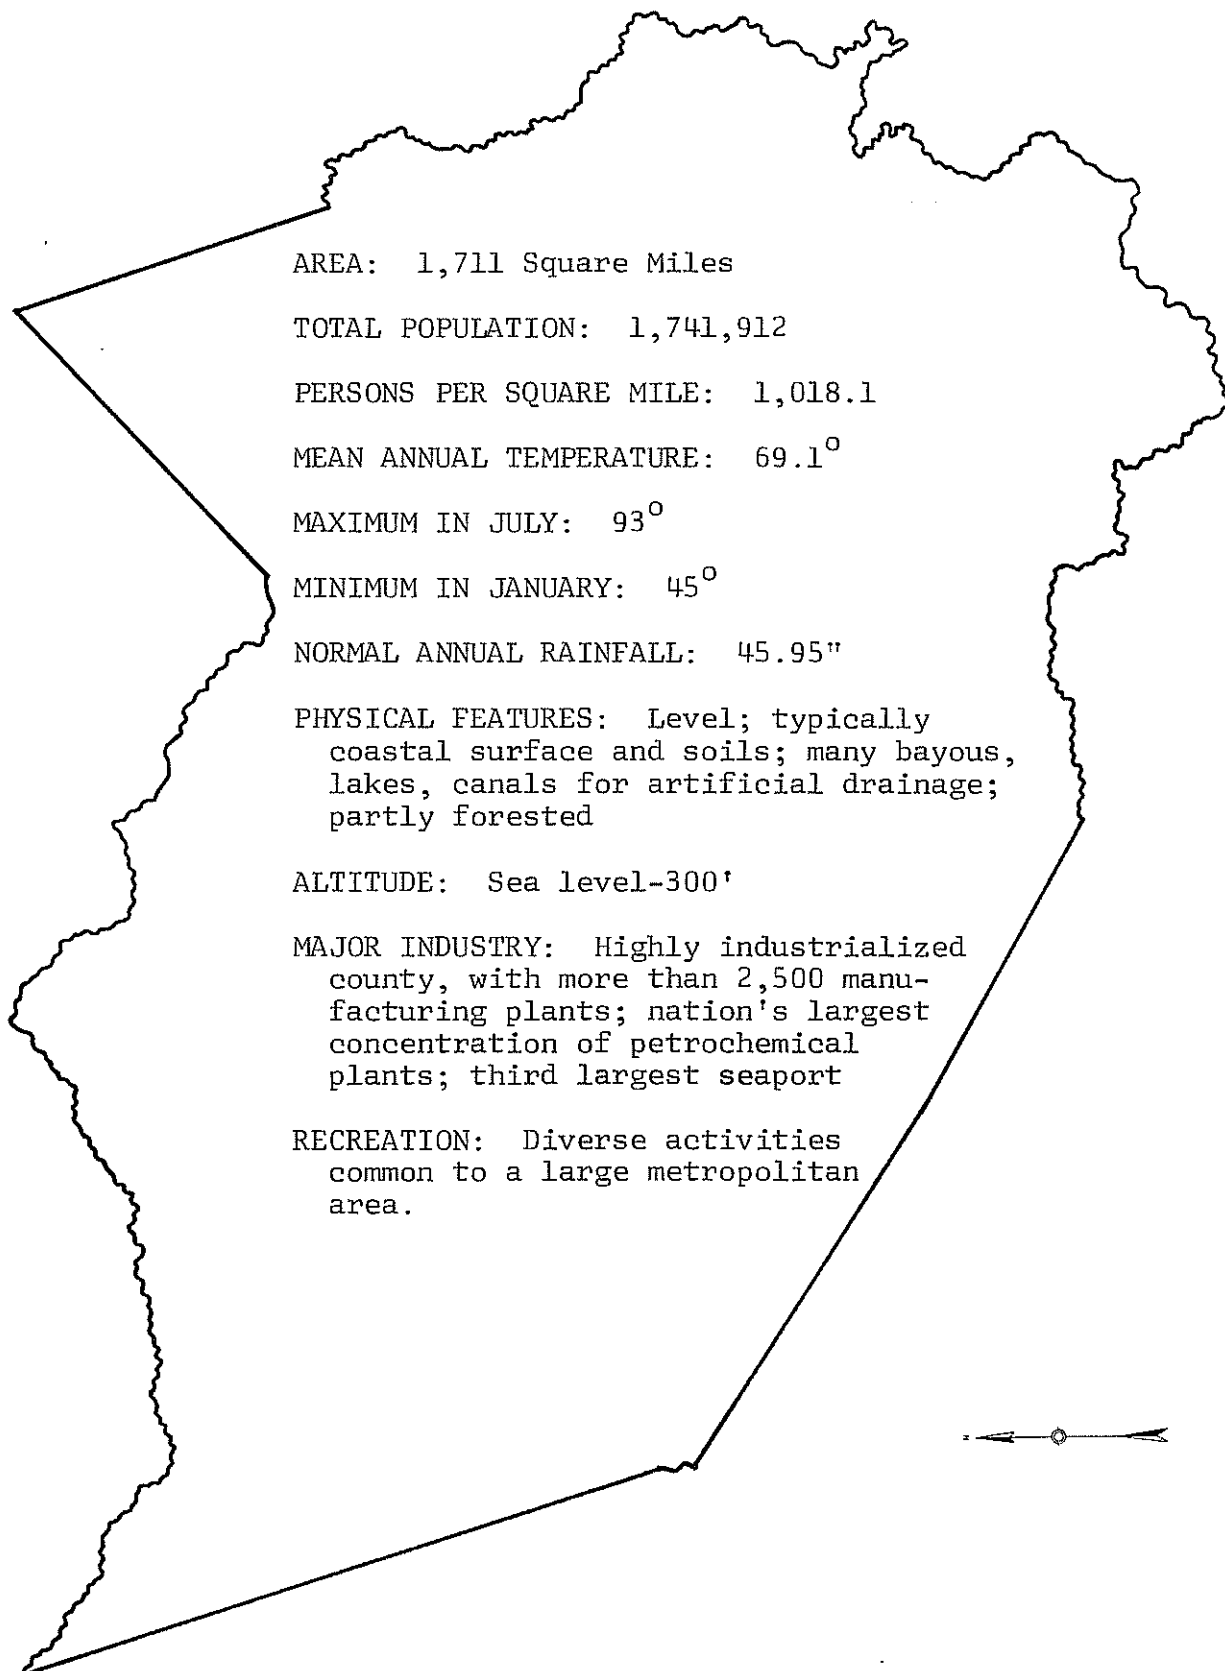 AREA: 1,711 Square Miles
TOTAL POPULATION: 1,741,912
PERSONS PER SQUARE MILE: 1,018.1
MEAN ANNUAL TEMPERATURE: 69.1°
MAXIMUM IN JULY: 93°
MINIMUM IN JANUARY: 45°
NORMAL ANNUAL RAINFALL: 45.95"
PHYSICAL FEATURES: Level; typically
coastal surface and soils; many bayous,
lakes, canals for artificial drainage;
partly forested
ALTITUDE: Sea level-300'
MAJOR INDUSTRY: Highly industrialized
county, with more than 2,500 manu-
facturing plants; nation's largest
concentration of petrochemical
plants; third largest seaport
RECREATION: Diverse activities
common to a large metropolitan
area.
N